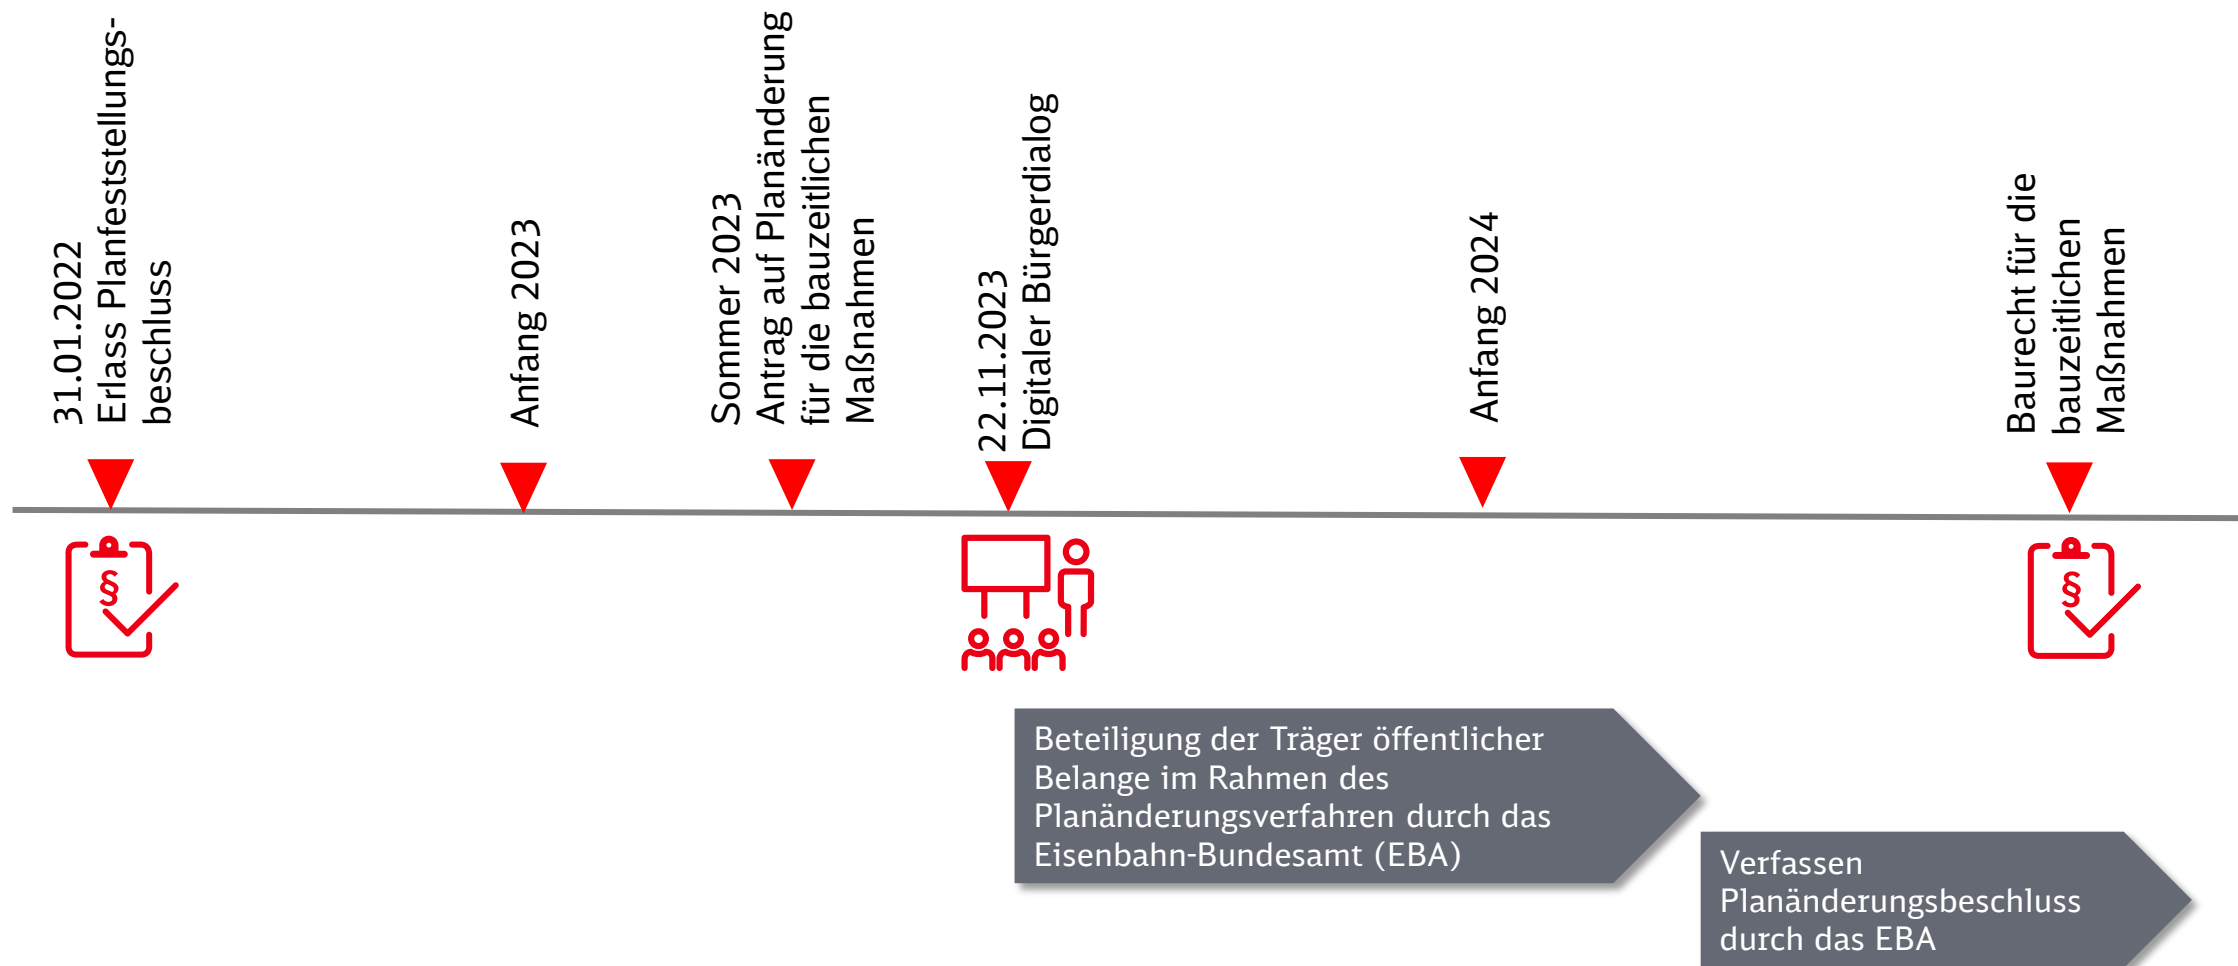 31.01.2022
Erlass Planfeststellungs-
beschluss
Anfang 2023
Sommer 2023
Antrag auf Planänderung
für die bauzeitlichen
Maßnahmen
22.11.2023
Digitaler Bürgerdialog
Anfang 2024
Baurecht für die
bauzeitlichen
Maßnahmen
§
§
Beteiligung der Träger öffentlicher
Belange im Rahmen des
Planänderungsverfahren durch das
Eisenbahn-Bundesamt (EBA)
Verfassen
Planänderungsbeschluss
durch das EBA